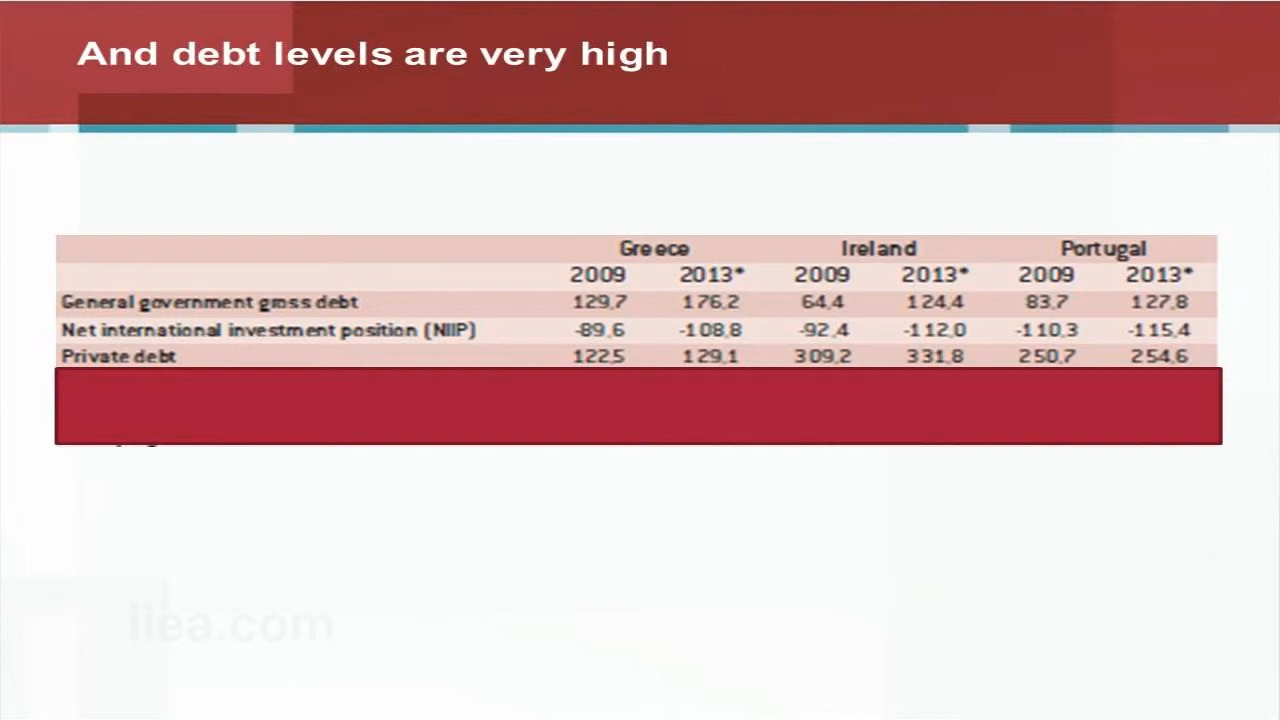 And debt levels are very high
Greece Ireland Portugal
2009 2013* 2009 2013* 2009 2013*
General government gross debt 129,7 176,2 64,4 124,4 83,7 127,8
Net international investment position (NIIP) -89,6 -108,8 -92,4 -112,0 -110,3 -115,4
Private debt 122,5 129,1 309,2 331,8 250,7 254,6
iiea.com